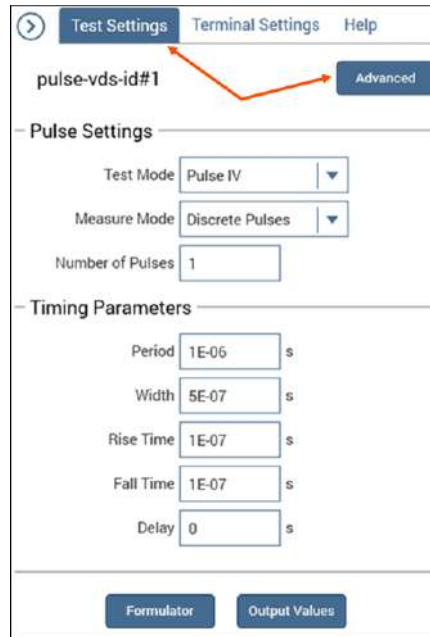 Test Settings Terminal Settings Help
pulse-vds-id#1 Advanced
Pulse Settings
Test Mode Pulse IV
Measure Mode Discrete Pulses
Number of Pulses 1
Timing Parameters
Period 1E-06 s
Width 5E-07 s
Rise Time 1E-07 s
Fall Time 1E-07 s
Delay 0 s
Formulator Output Values